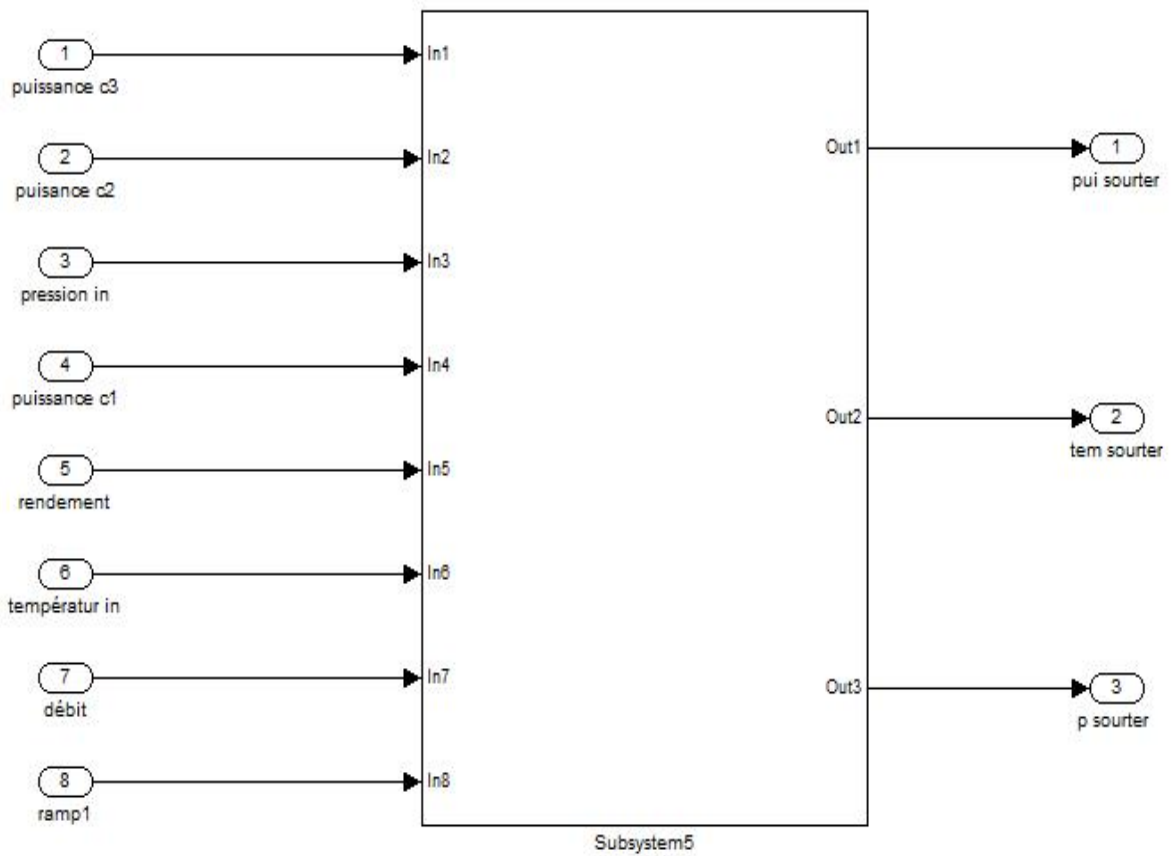 1
In1
puissance c3
2
In2
puisance c2
Out1
1
pui sourter
3
In3
pression in
4
In4
puissance c1
Out2
2
tem sourter
5
In5
rendement
6
In6
températur in
7
In7
débit
Out3
3
p sourter
8
In8
ramp1
Subsystem5